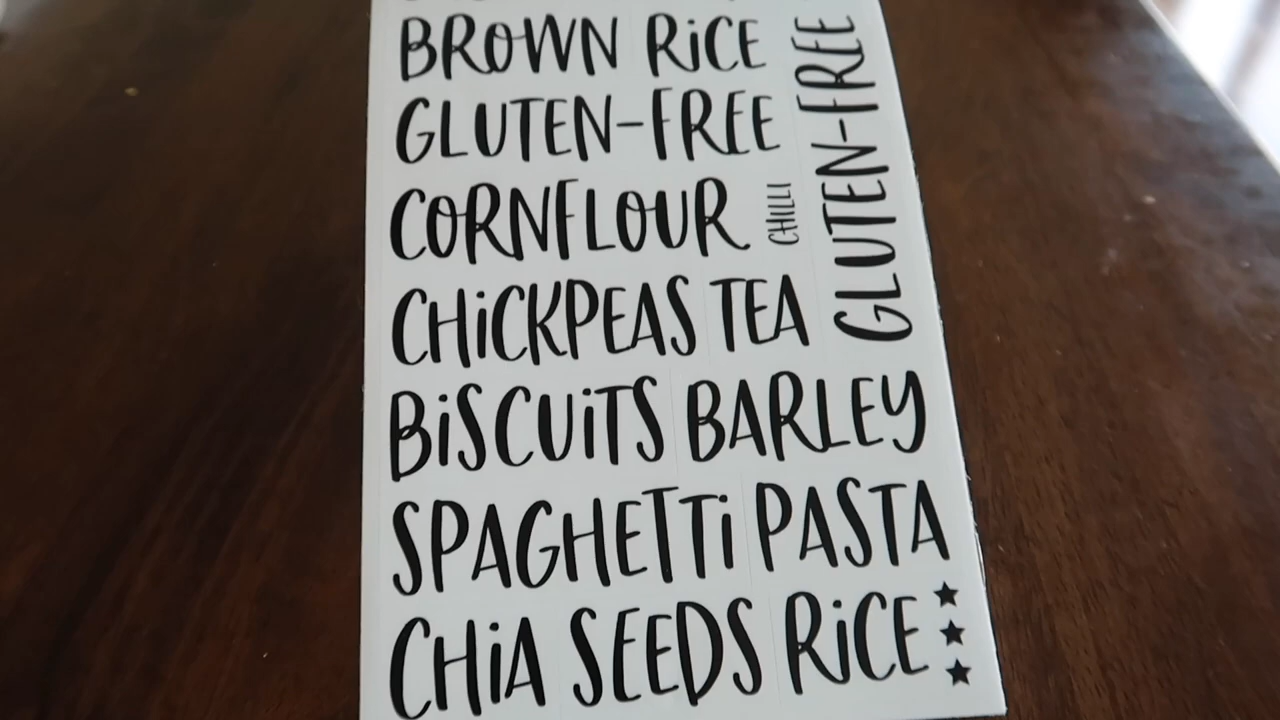 BROWN RiCE
GLUTEN-FREE
CORNFLOUR
CHILLI
GLUTEN-FREE
CHiCKPEAS TEA
BiSCUiTS BARLEY
SPAGHETTi PASTA
CHiA SEEDS RiCE